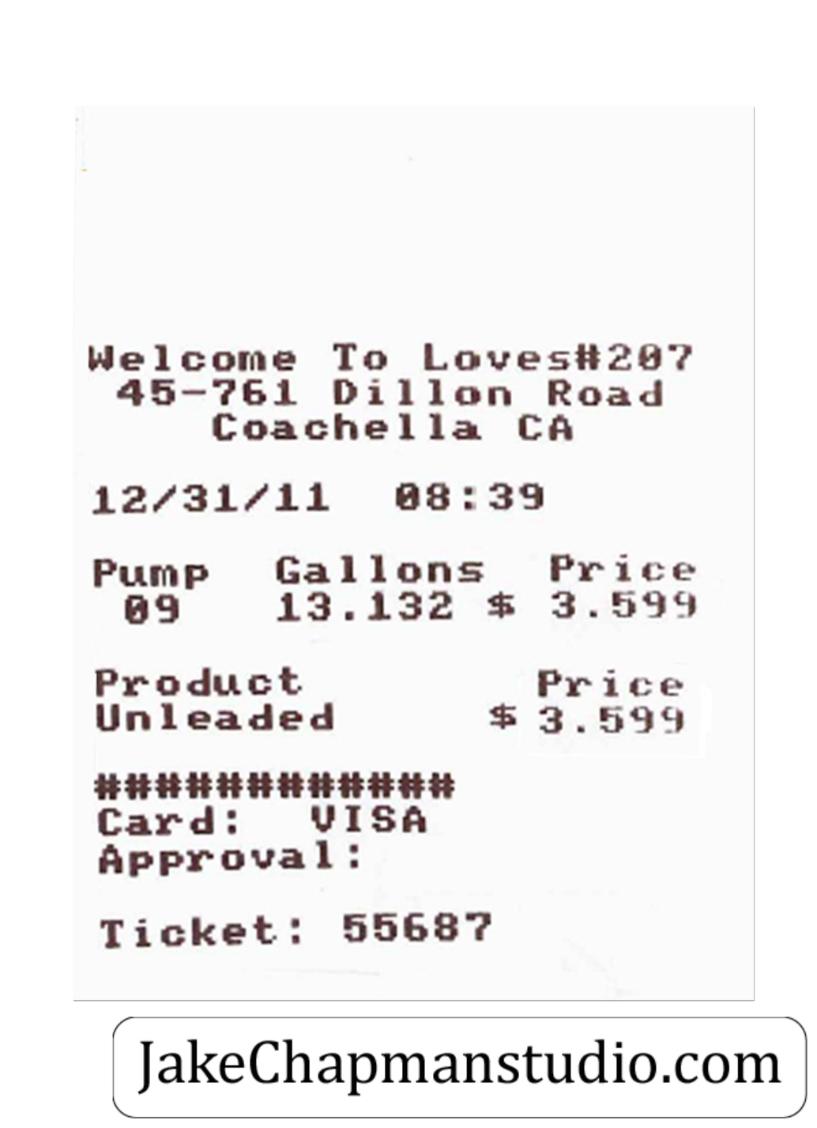 Welcome To Loves#207
45-761 Dillon Road
Coachella CA
12/31/11 08:39
Pump Gallons Price
09 13.132 $ 3.599
Product Price
Unleaded $ 3.599
############
Card: VISA
Approval:
Ticket: 55687
JakeChapmanstudio.com